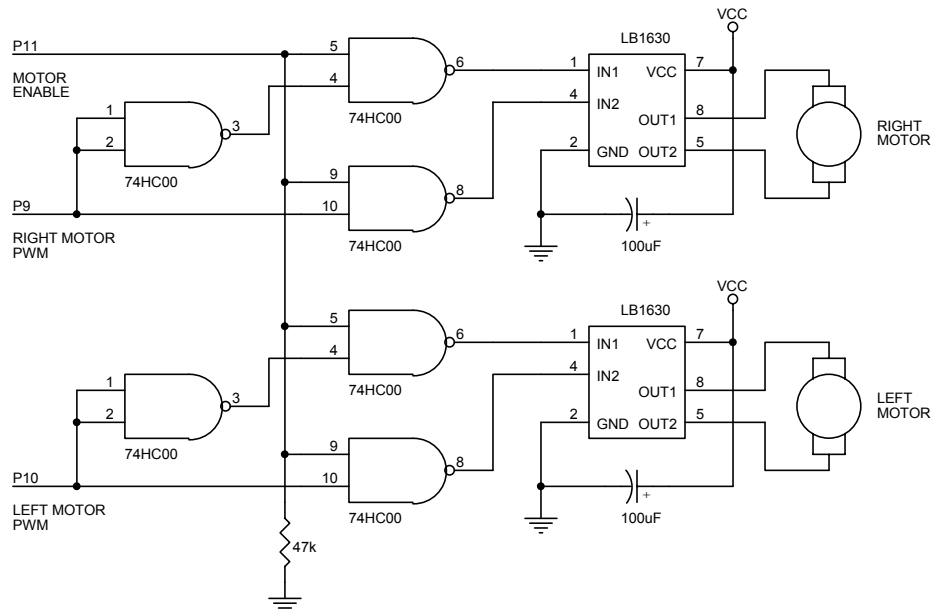 VCC
P11
MOTOR
ENABLE
5
4
6
74HC00
LB1630
1
IN1
VCC
7
4
IN2
OUT1
8
2
GND
OUT2
5
RIGHT
MOTOR
1
2
3
74HC00
9
10
8
74HC00
P9
RIGHT MOTOR
PWM
+
100uF
VCC
5
4
6
74HC00
LB1630
1
IN1
VCC
7
4
IN2
OUT1
8
2
GND
OUT2
5
LEFT
MOTOR
1
2
3
74HC00
9
10
8
74HC00
P10
LEFT MOTOR
PWM
+
100uF
47k